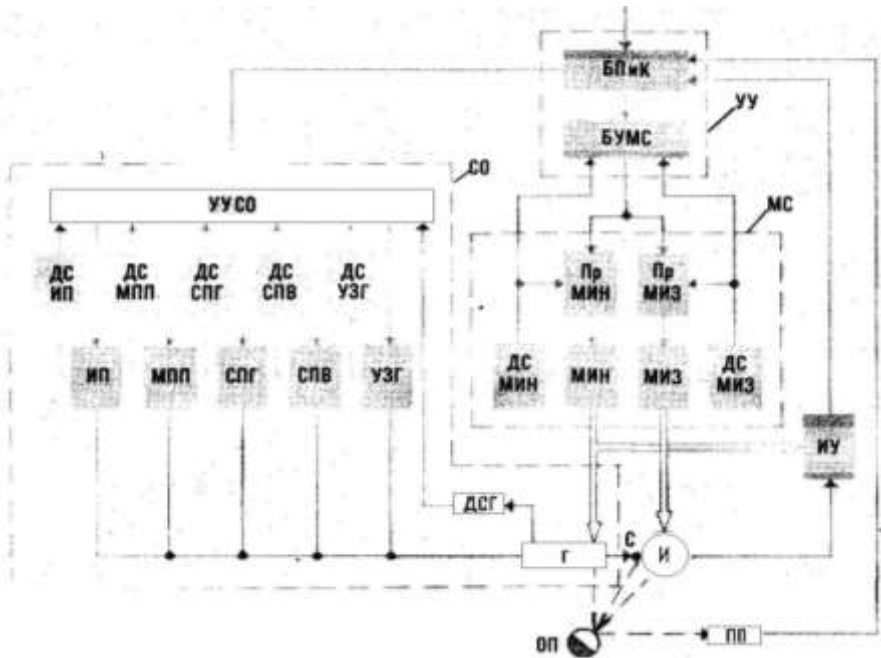 БПиК
УУ
БУМС
СО
УУСО
МС
ДС ИП
ДС МПП
ДС СПГ
ДС СПВ
ДС УЗГ
Пр МИН
Пр МИЗ
ИП
МПП
СПГ
СПВ
УЗГ
ДС МИН
МИН
МИЗ
ДС МИЗ
ИУ
ДСГ
Г
С
И
ОП
ПП